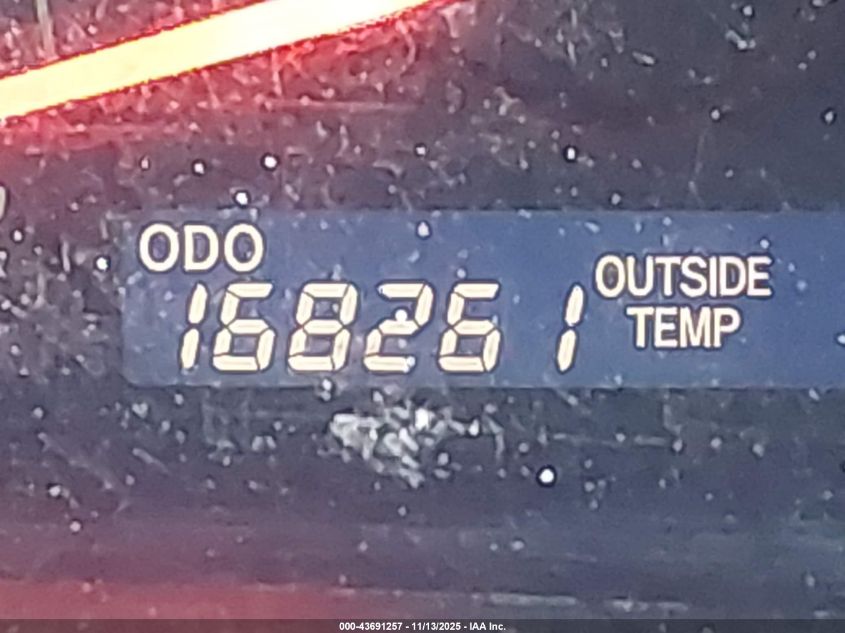 ODO
168261
OUTSIDE
TEMP
000-43691257 - 11/13/2025 - IAA Inc.